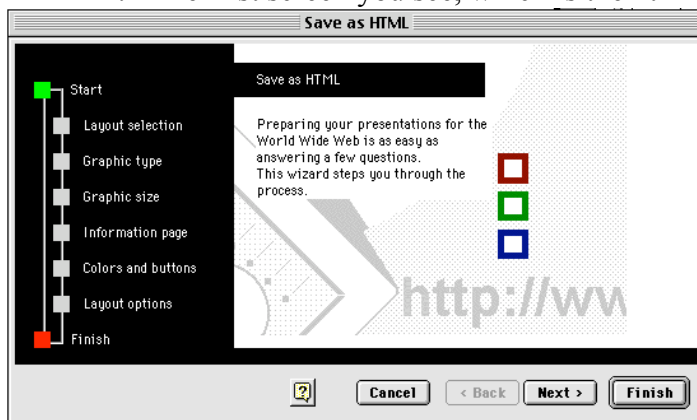 Save as HTML
Start
Layout selection
Graphic type
Graphic size
Information page
Colors and buttons
Layout options
Finish
Save as HTML
Preparing your presentations for the
World Wide Web is as easy as
answering a few questions.
This wizard steps you through the
process.
http://ww
Cancel
< Back
Next >
Finish